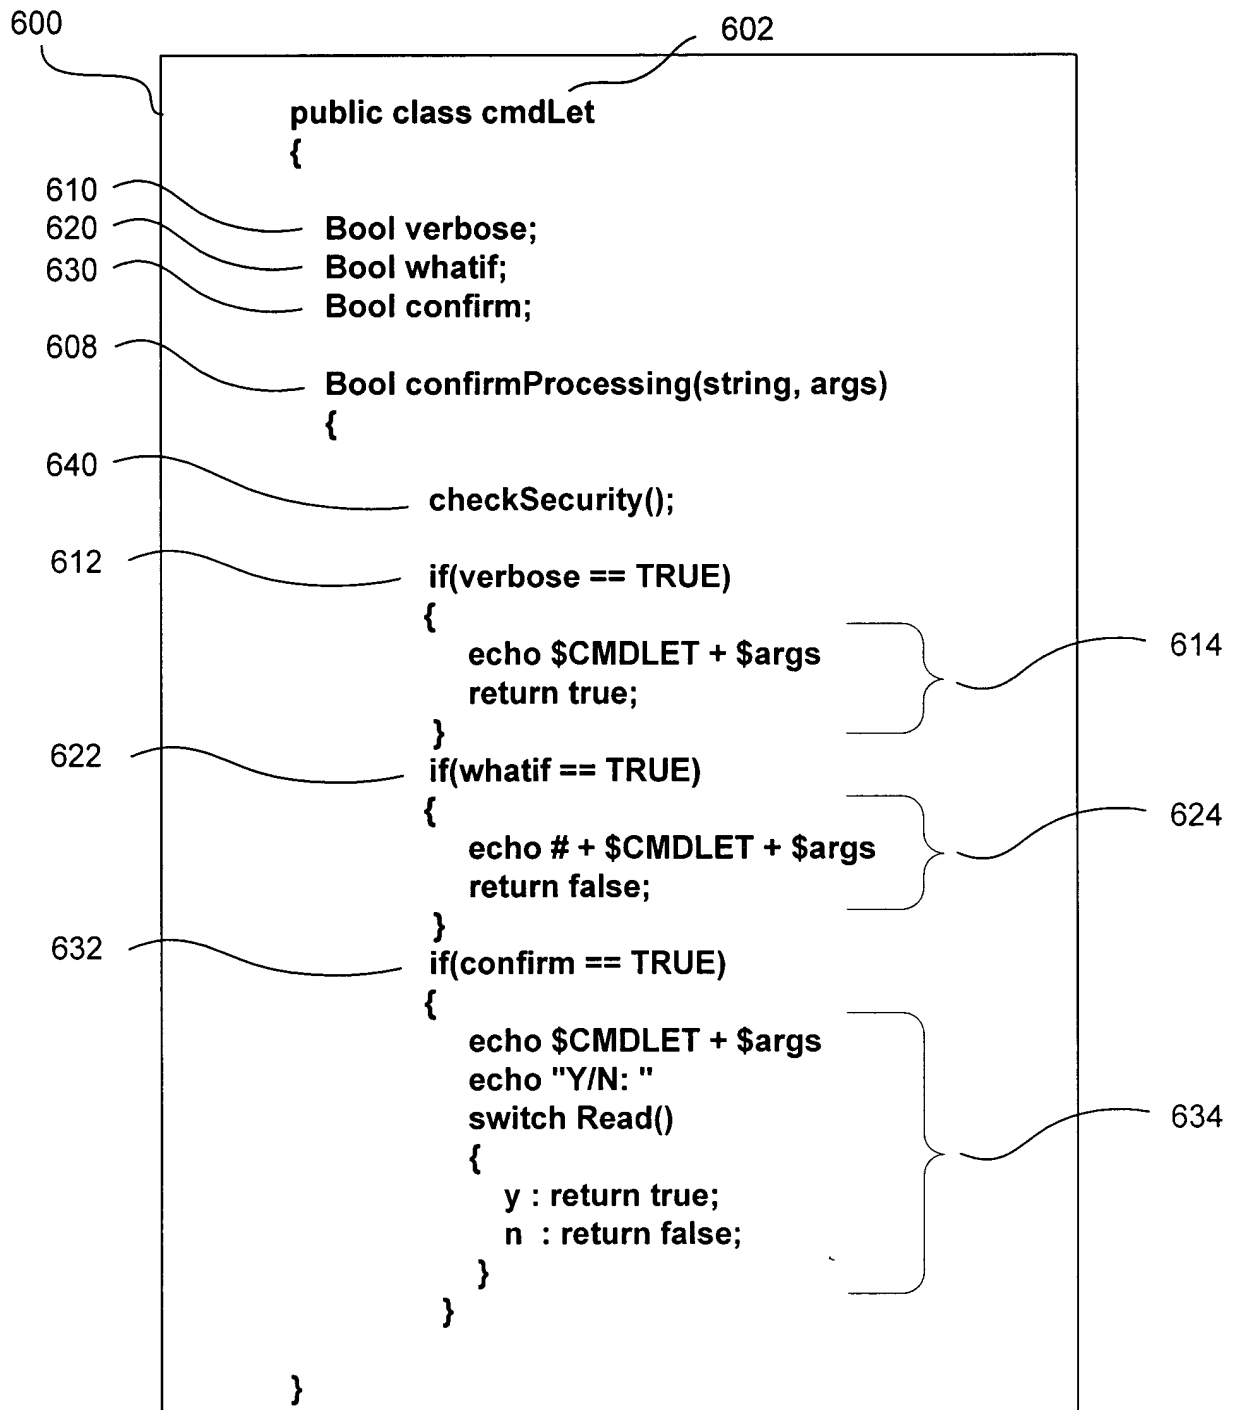 600
602
public class cmdLet
{
610
Bool verbose;
620
Bool whatif;
630
Bool confirm;
608
Bool confirmProcessing(string, args)
{
640
checkSecurity();
612
if(verbose == TRUE)
{
echo $CMDLET + $args
614
return true;
}
622
if(whatif == TRUE)
{
624
echo # + $CMDLET + $args
return false;
}
632
if(confirm == TRUE)
{
echo $CMDLET + $args
echo "Y/N: "
switch Read()
634
{
y : return true;
n : return false;
}
}
}